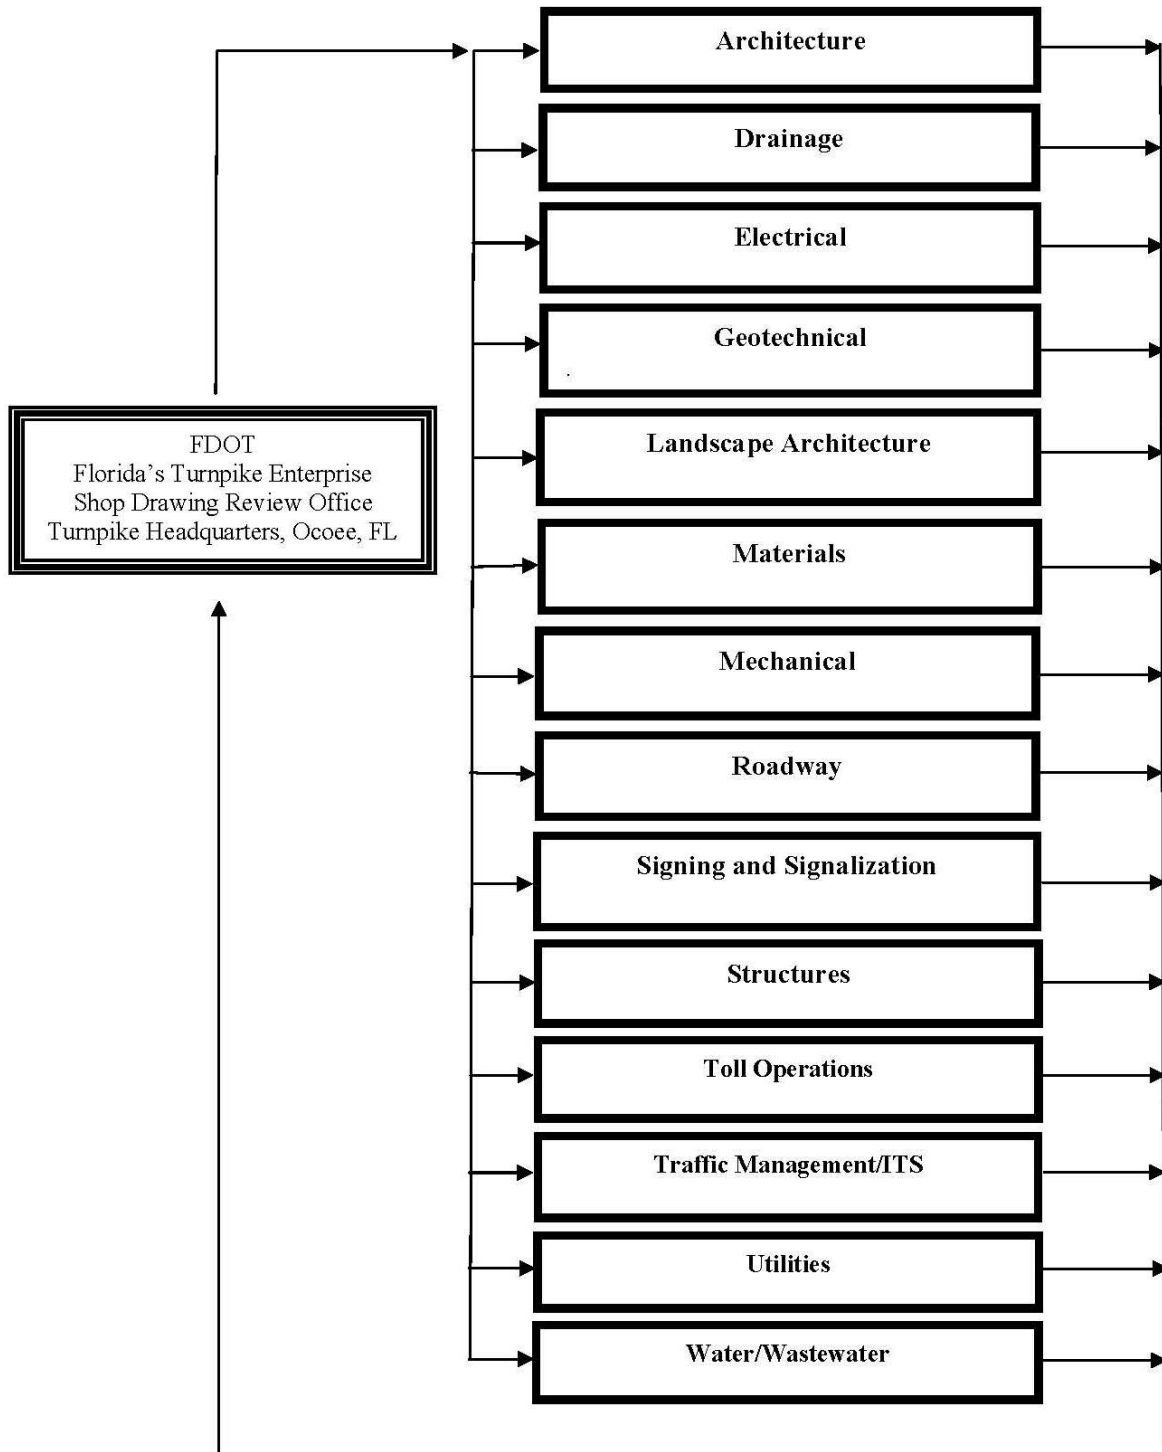 Architecture
Drainage
Electrical
Geotechnical
FDOT
Florida's Turnpike Enterprise
Shop Drawing Review Office
Turnpike Headquarters, Ocoee, FL
Landscape Architecture
Materials
Mechanical
Roadway
Signing and Signalization
Structures
Toll Operations
Traffic Management/ITS
Utilities
Water/Wastewater